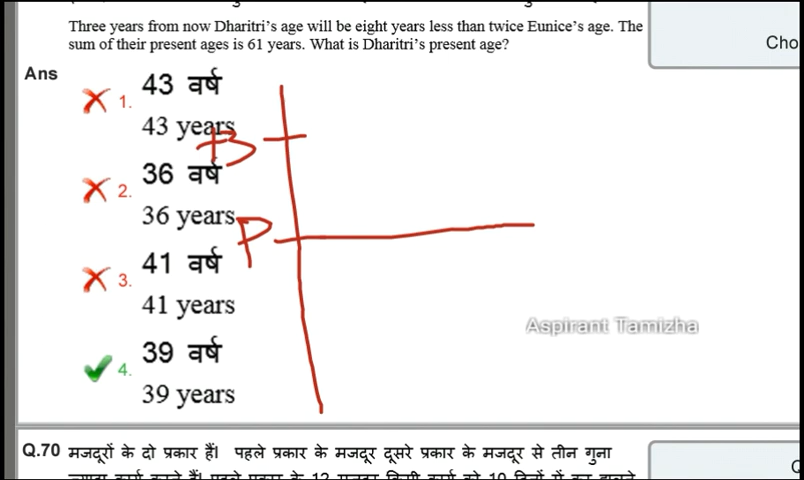 Three years from now Dharitri's age will be eight years less than twice Eunice's age. The
sum of their present ages is 61 years. What is Dharitri's present age?
Cho
Ans
1. 43 वर्ष
43 years
B
2. 36 वर्ष
36 years
P
3. 41 वर्ष
41 years
Aspirant Tamizha
4. 39 वर्ष
39 years
Q.70 मजदूरों के दो प्रकार हैं। पहले प्रकार के मजदूर दूसरे प्रकार के मजदूर से तीन गुना